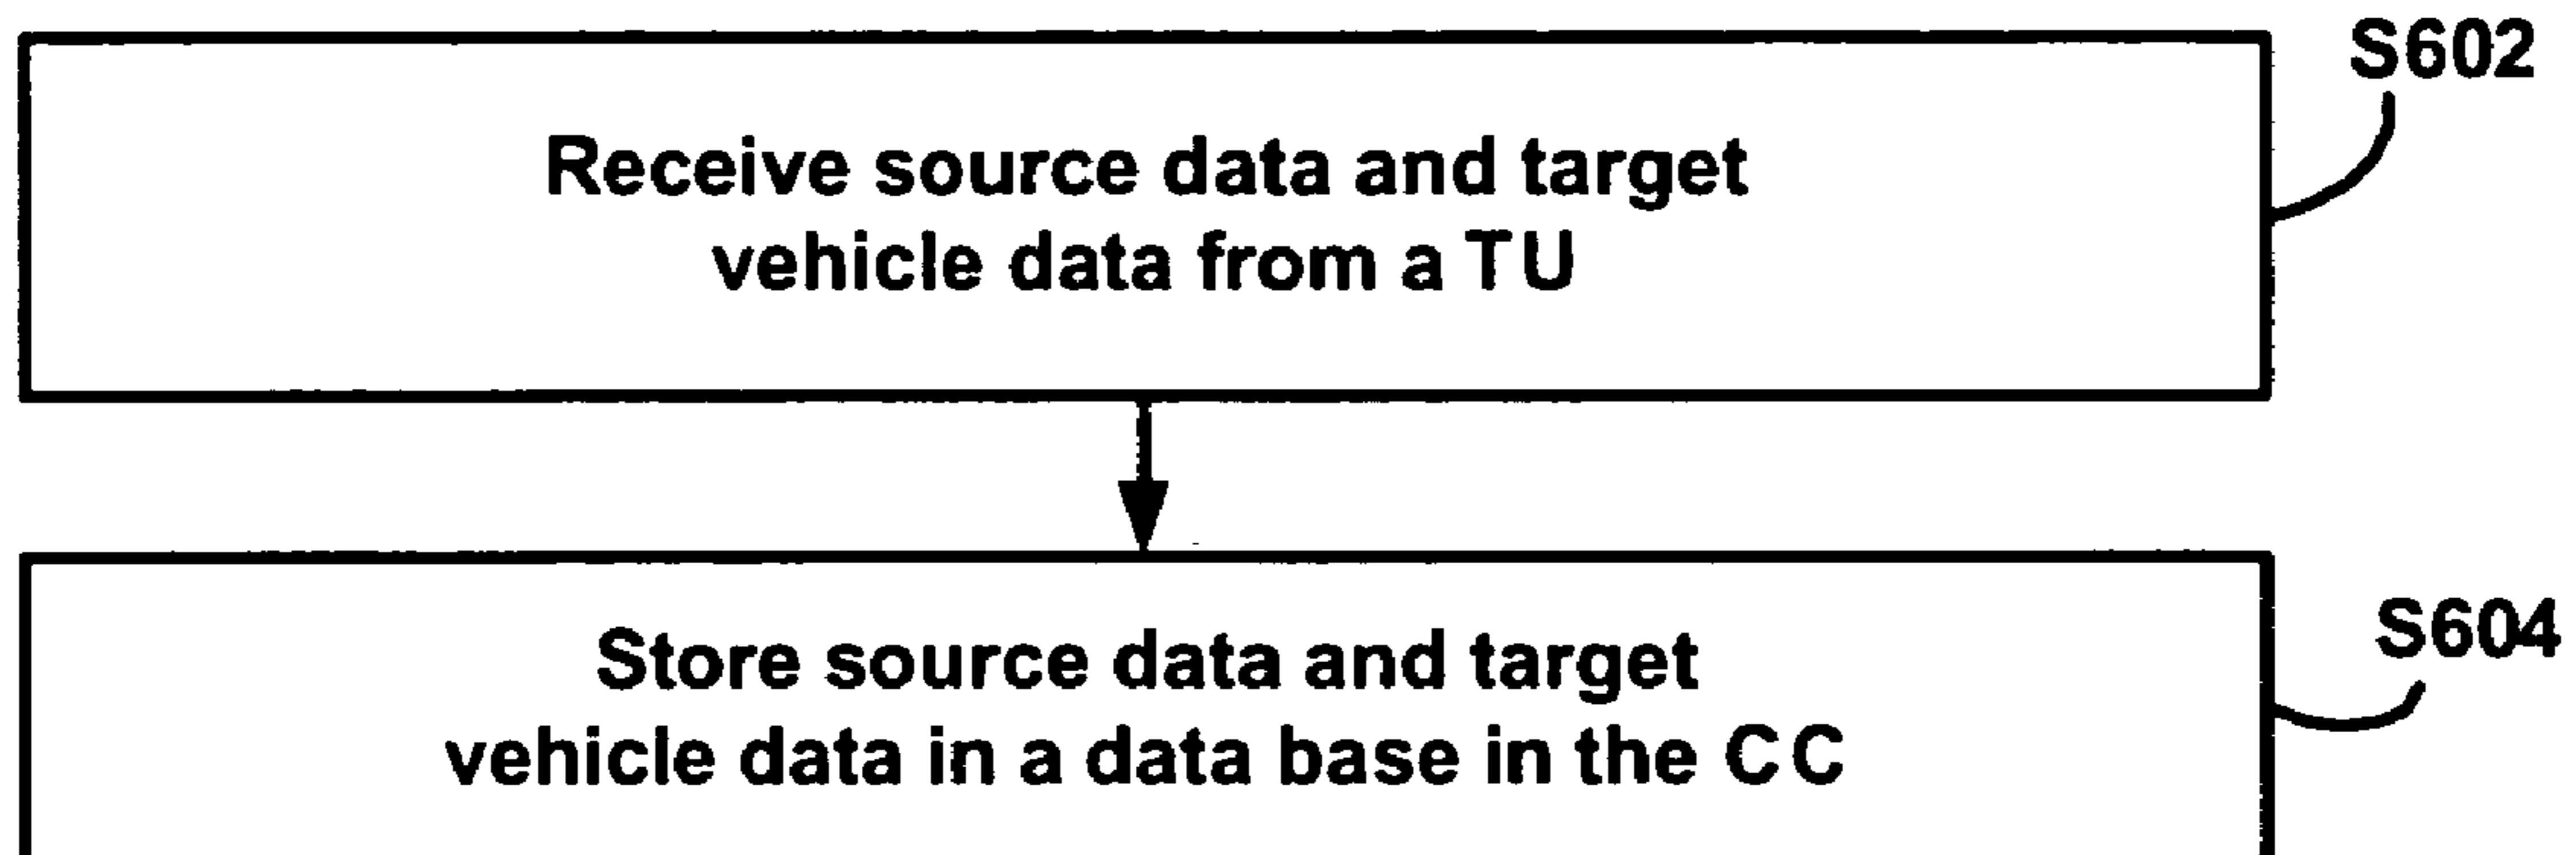 S602
Receive source data and target
vehicle data from a TU
S604
Store source data and target
vehicle data in a data base in the CC